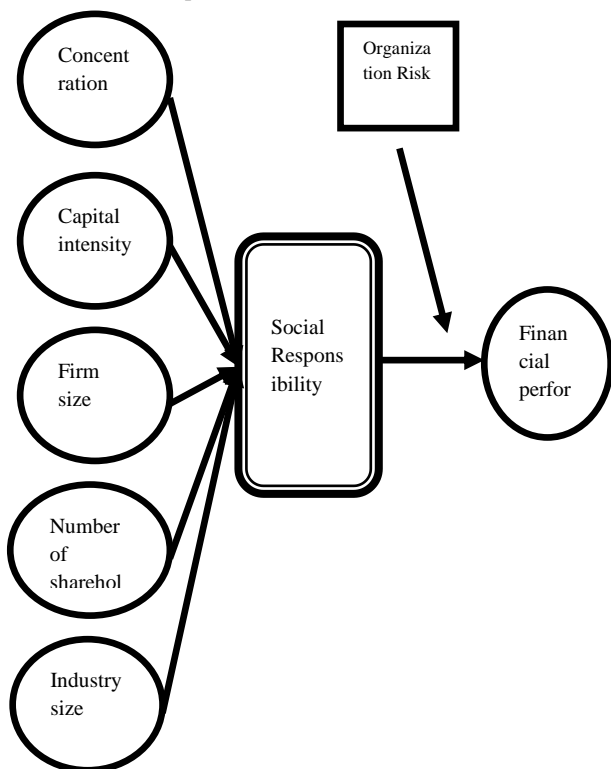 Concent
ration
Organiza
tion Risk
Capital
intensity
Social
Respons
ibility
Finan
cial
perfor
Firm
size
Number
of
sharehol
Industry
size